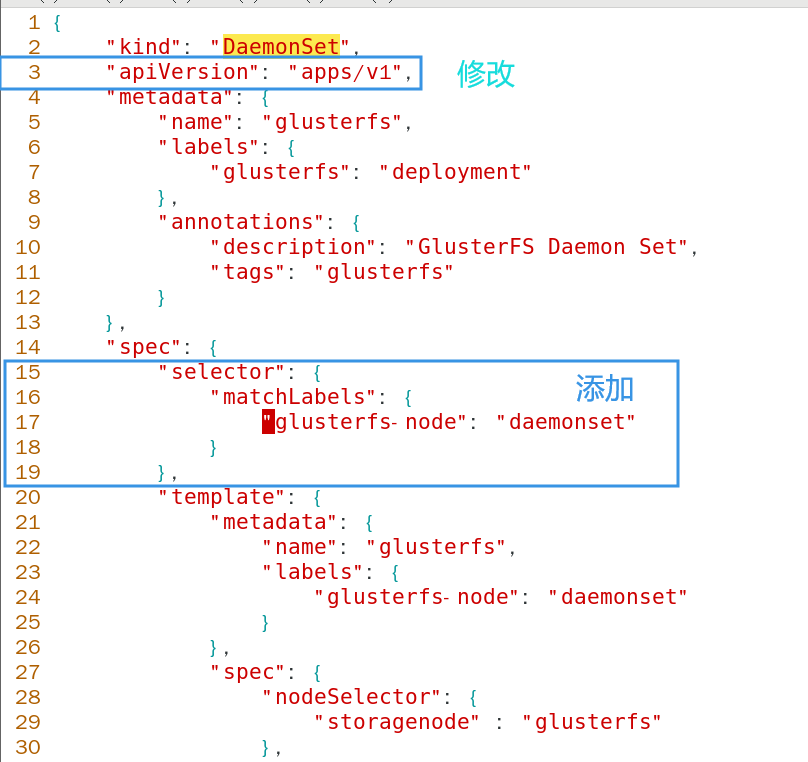 1 {
2     "kind": "DaemonSet",
3     "apiVersion": "apps/v1", 修改
4     "metadata": {
5         "name": "glusterfs",
6         "labels": {
7             "glusterfs": "deployment"
8         },
9         "annotations": {
10             "description": "GlusterFS Daemon Set",
11             "tags": "glusterfs"
12         }
13     },
14     "spec": {
15         "selector": {
16             "matchLabels": { 添加
17                 "glusterfs-node": "daemonset"
18             }
19         },
20         "template": {
21             "metadata": {
22                 "name": "glusterfs",
23                 "labels": {
24                     "glusterfs-node": "daemonset"
25                 }
26             },
27             "spec": {
28                 "nodeSelector": {
29                     "storagenode" : "glusterfs"
30                 },